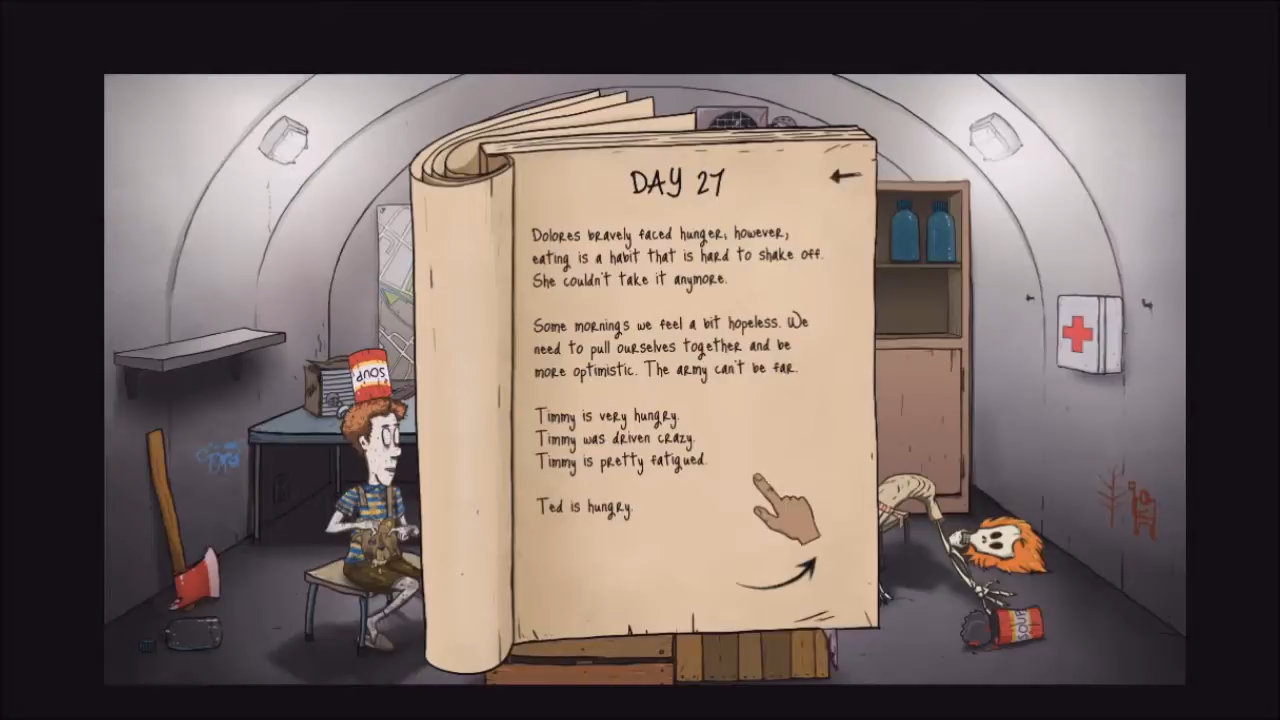 DAY 27
Dolores bravely faced hunger, however,
eating is a habit that is hard to shake off.
She couldn't take it anymore.
Some mornings we feel a bit hopeless. We
need to pull ourselves together and be
more optimistic. The army can't be far.
Timmy is very hungry.
Timmy was driven crazy.
Timmy is pretty fatigued.
Ted is hungry.
SOUP
SOUP